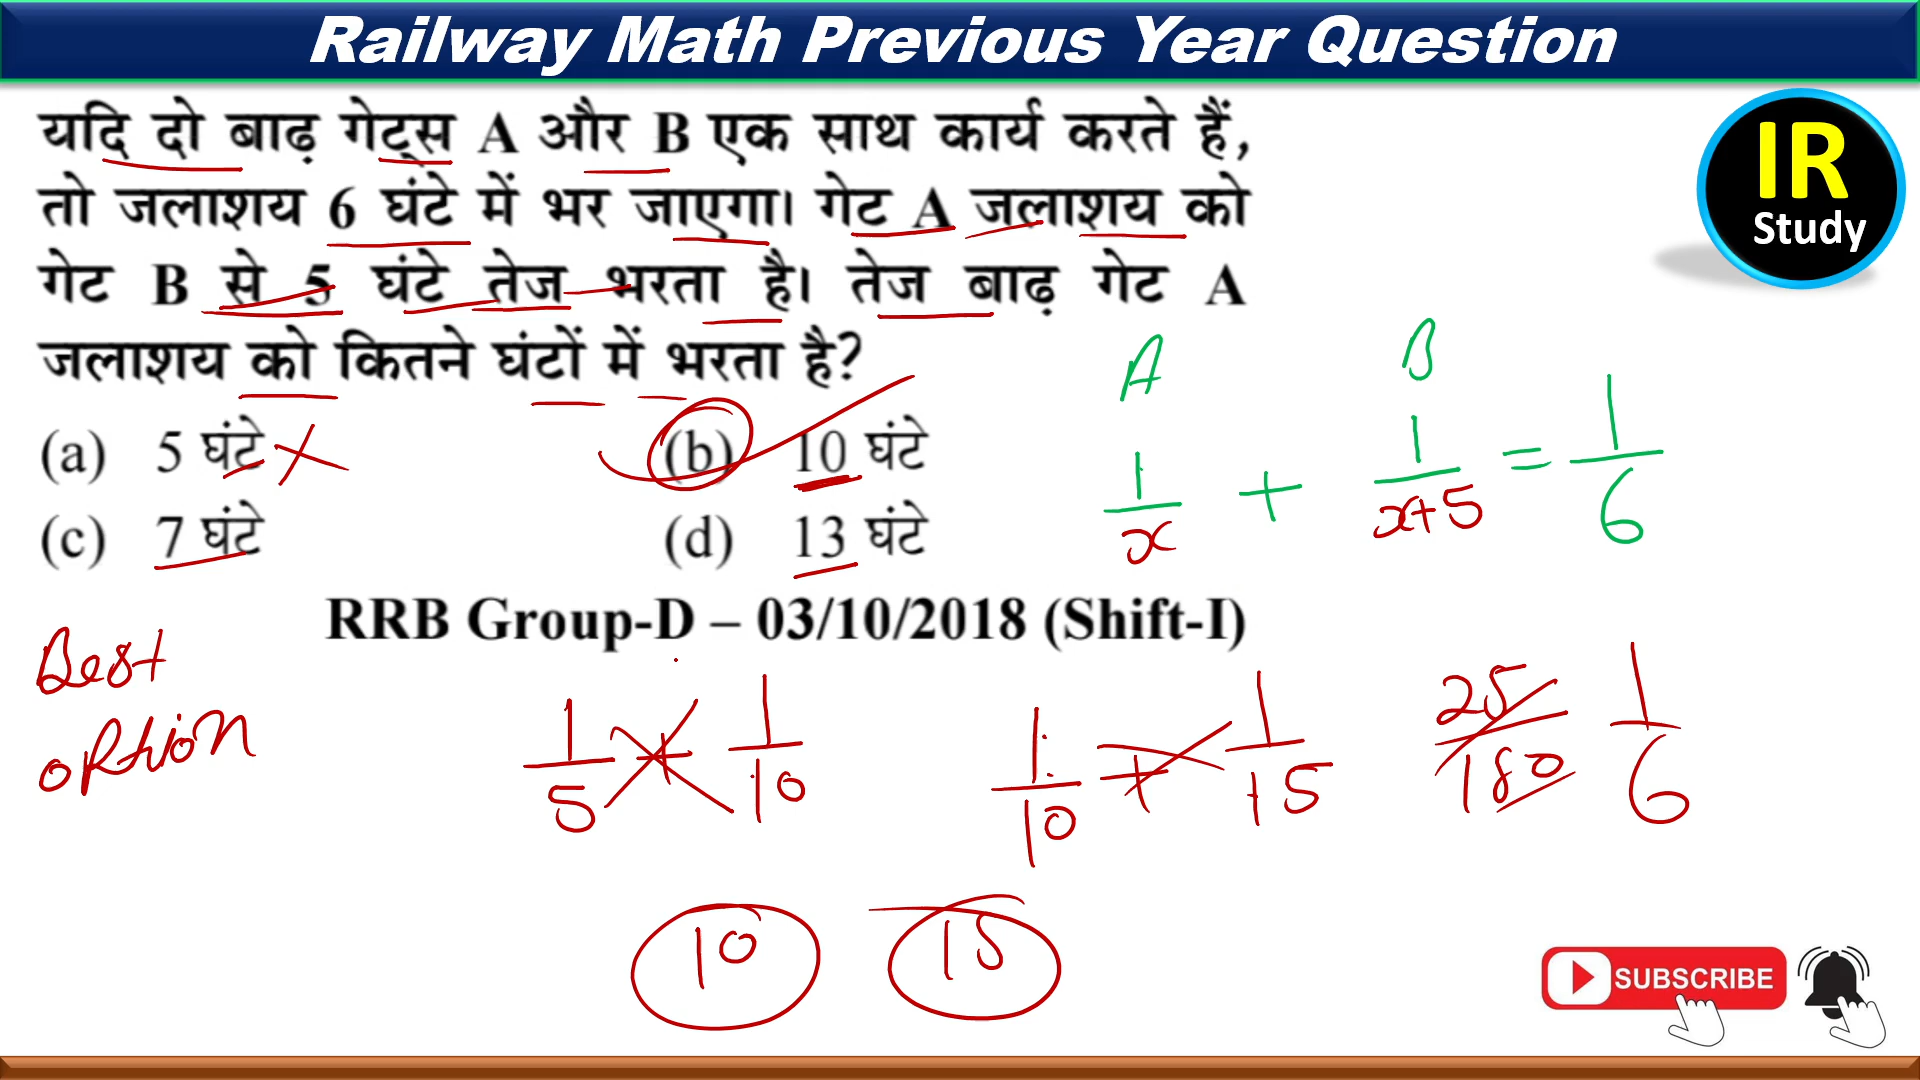 Railway Math Previous Year Question
IR
Study
यदि दो बाढ़ गेट्स A और B एक साथ कार्य करते हैं,
तो जलाशय 6 घंटे में भर जाएगा। गेट A जलाशय को
गेट B से 5 घंटे तेज भरता है। तेज बाढ़ गेट A
जलाशय को कितने घंटों में भरता है?
(a) 5 घंटे (b) 10 घंटे
(c) 7 घंटे (d) 13 घंटे
A B
1/x + 1/x+5 = 1/6
RRB Group-D – 03/10/2018 (Shift-I)
Best
option
1/5 + 1/10 1/10 + 1/15 25/180 1/6
10 15
SUBSCRIBE